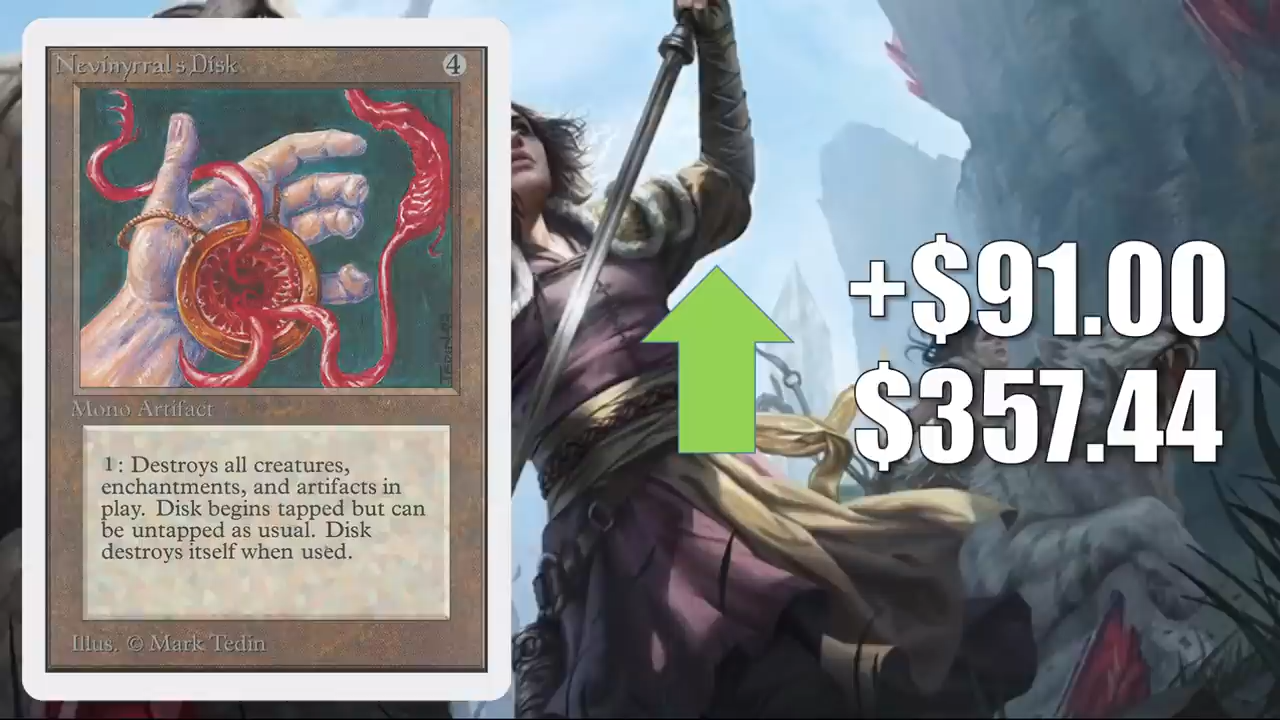 Nevinyrral's Disk 4
Mono Artifact
1: Destroys all creatures,
enchantments, and artifacts in
play. Disk begins tapped but can
be untapped as usual. Disk
destroys itself when used.
Illus. © Mark Tedin
+$91.00
$357.44